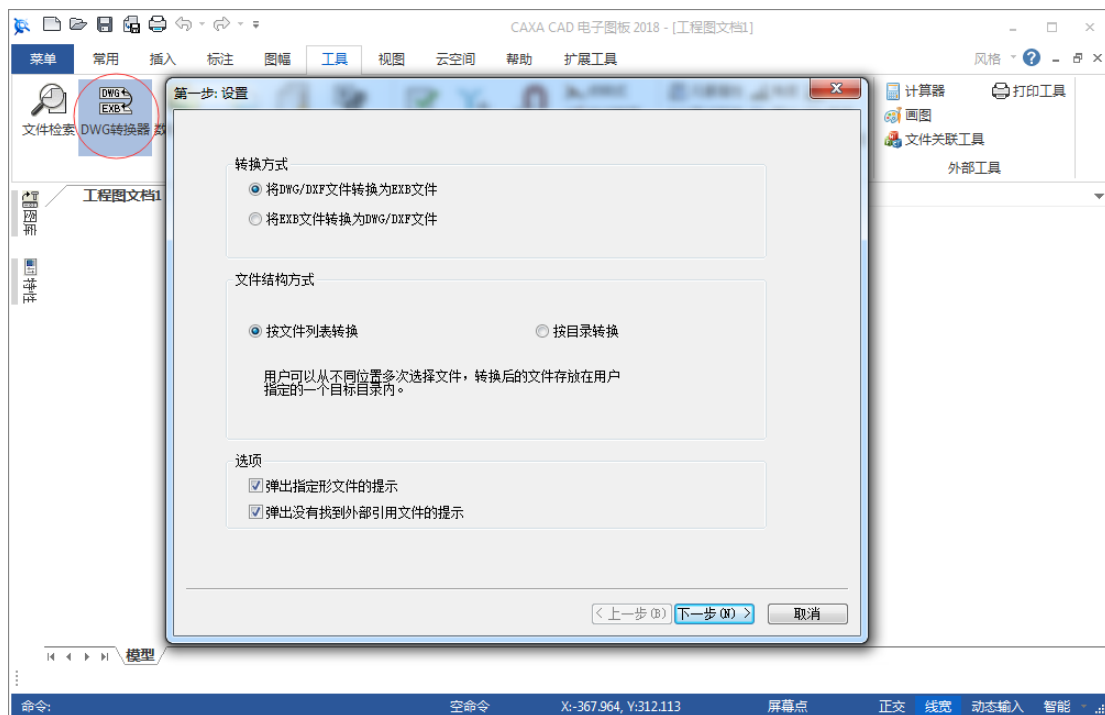 CAXA CAD 电子图板 2018 - [工程图文档1]
菜单 常用 插入 标注 图幅 工具 视图 云空间 帮助 扩展工具 风格
文件检索
DWG
EXB
DWG转换器
数
计算器 打印工具
画图
文件关联工具
外部工具
工程图文档1
图库
特性
第一步: 设置
转换方式
将DWG/DXF文件转换为EXB文件
将EXB文件转换为DWG/DXF文件
文件结构方式
按文件列表转换 按目录转换
用户可以从不同位置多次选择文件，转换后的文件存放在用户
指定的一个目标目录内。
选项
弹出指定形文件的提示
弹出没有找到外部引用文件的提示
< 上一步(B) 下一步(N) > 取消
模型
命令: 空命令 X:-367.964, Y:312.113 屏幕点 正交 线宽 动态输入 智能